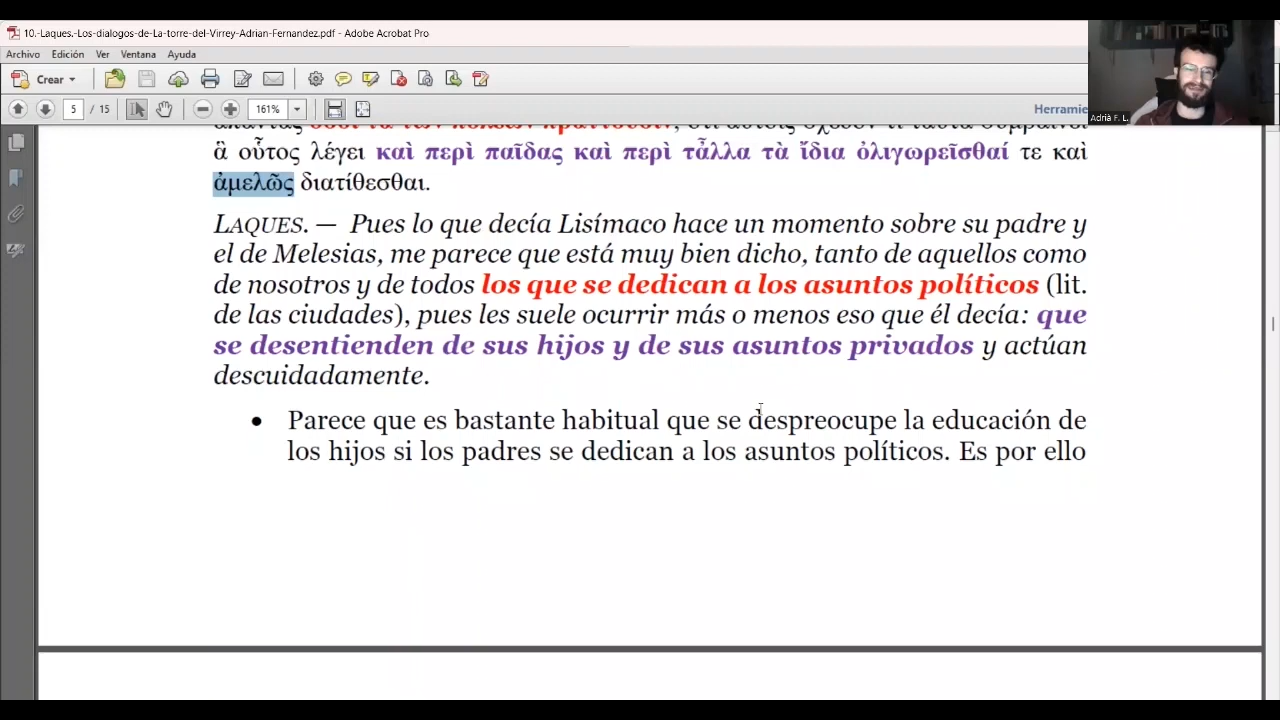 10.-Laques.-Los-dialogos-de-La-torre-del-Virrey-Adrian-Fernandez.pdf - Adobe Acrobat Pro
Archivo Edición Ver Ventana Ayuda
Crear
5 / 15 161% Herramie
Adrià F. L.
ἃ οὗτος λέγει καὶ περὶ παῖδας καὶ περὶ τἆλλα τὰ ἴδια ὀλιγωρεῖσθαί τε καὶ
ἀμελῶς διατίθεσθαι.
LAQUES. — Pues lo que decía Lisímaco hace un momento sobre su padre y
el de Melesias, me parece que está muy bien dicho, tanto de aquellos como
de nosotros y de todos los que se dedican a los asuntos políticos (lit.
de las ciudades), pues les suele ocurrir más o menos eso que él decía: que
se desentienden de sus hijos y de sus asuntos privados y actúan
descuidadamente.
• Parece que es bastante habitual que se despreocupe la educación de
los hijos si los padres se dedican a los asuntos políticos. Es por ello